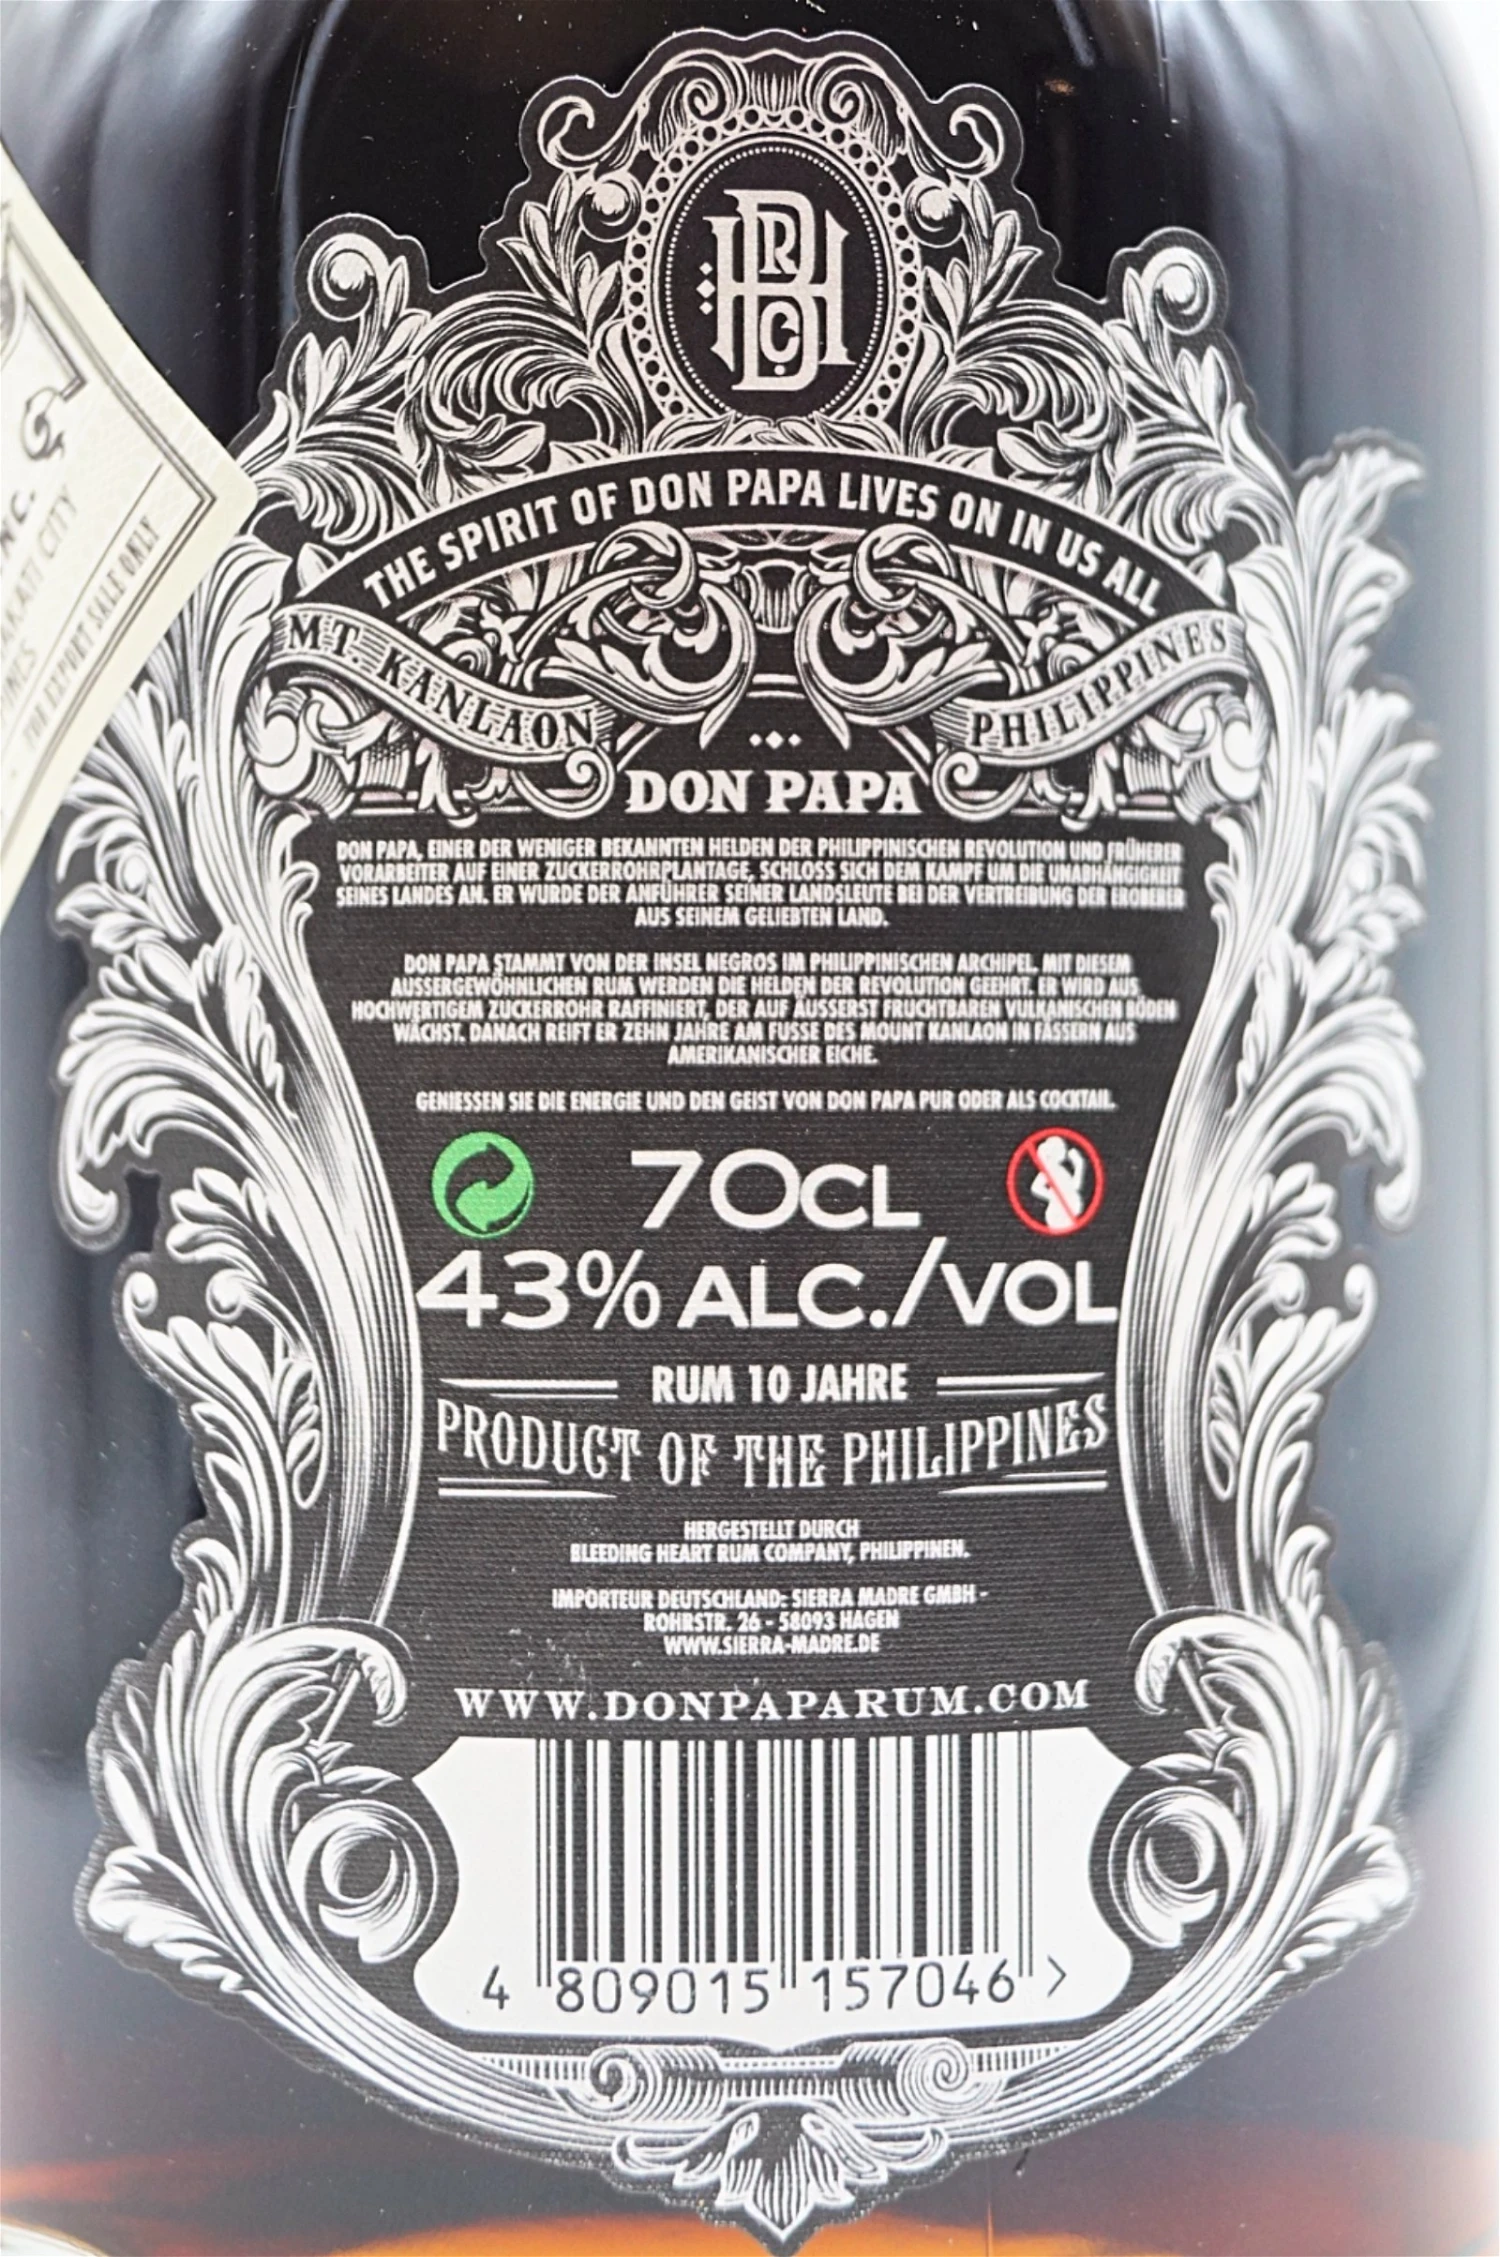 BHRC
THE SPIRIT OF DON PAPA LIVES ON IN US ALL
MT. KANLAON
PHILIPPINES
DON PAPA
DON PAPA, EINER DER WENIGER BEKANNTEN HELDEN DER PHILIPPINISCHEN REVOLUTION UND FRÜHERER
VORARBEITER AUF EINER ZUCKERROHRPLANTAGE, SCHLOSS SICH DEM KAMPF UM DIE UNABHÄNGIGKEIT
SEINES LANDES AN. ER WURDE DER ANFÜHRER SEINER LANDSLEUTE BEI DER VERTREIBUNG DER EROBERER
AUS SEINEM GELIEBTEN LAND.
DON PAPA STAMMT VON DER INSEL NEGROS IM PHILIPPINISCHEN ARCHIPEL. MIT DIESEM
AUSSERGEWÖHNLICHEN RUM WERDEN DIE HELDEN DER REVOLUTION GEEHRT. ER WIRD AUS
HOCHWERTIGEM ZUCKERROHR RAFFINIERT, DER AUF ÄUSSERST FRUCHTBAREN VULKANISCHEN BÖDEN
WÄCHST. DANACH REIFT ER ZEHN JAHRE AM FUSSE DES MOUNT KANLAON IN FÄSSERN AUS
AMERIKANISCHER EICHE.
GENIESSEN SIE DIE ENERGIE UND DEN GEIST VON DON PAPA PUR ODER ALS COCKTAIL.
70CL
43% ALC./VOL
RUM 10 JAHRE
PRODUCT OF THE PHILIPPINES
HERGESTELLT DURCH
BLEEDING HEART RUM COMPANY, PHILIPPINEN.
IMPORTEUR DEUTSCHLAND: SIERRA MADRE GMBH -
ROHRSTR. 26 - 58093 HAGEN
WWW.SIERRA-MADRE.DE
WWW.DONPAPARUM.COM
4 809015 157046 >
CITY
EXPORT SALE ONLY